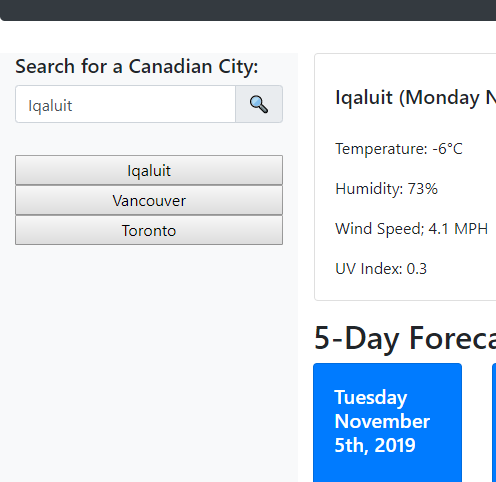 Search for a Canadian City:
Iqaluit
Iqaluit
Vancouver
Toronto
Iqaluit (Monday N
Temperature: -6°C
Humidity: 73%
Wind Speed; 4.1 MPH
UV Index: 0.3
5-Day Foreca
Tuesday
November
5th, 2019